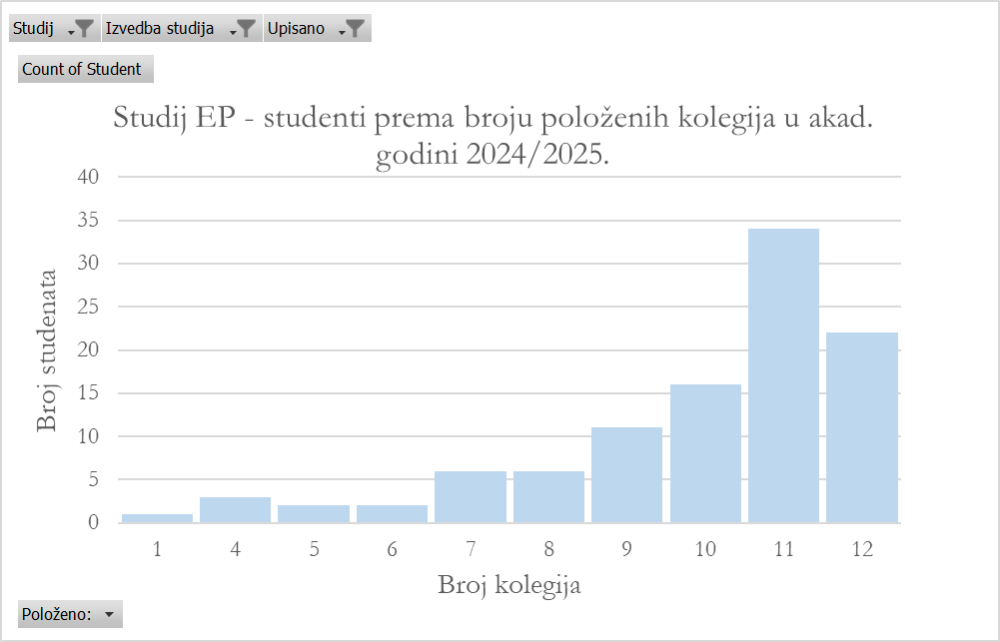 Studij Izvedba studija Upisano
Count of Student
Studij EP - studenti prema broju položenih kolegija u akad.
godini 2024/2025.
40
35
30
25
20
15
10
5
0
Broj studenata
1 4 5 6 7 8 9 10 11 12
Broj kolegija
Položeno: